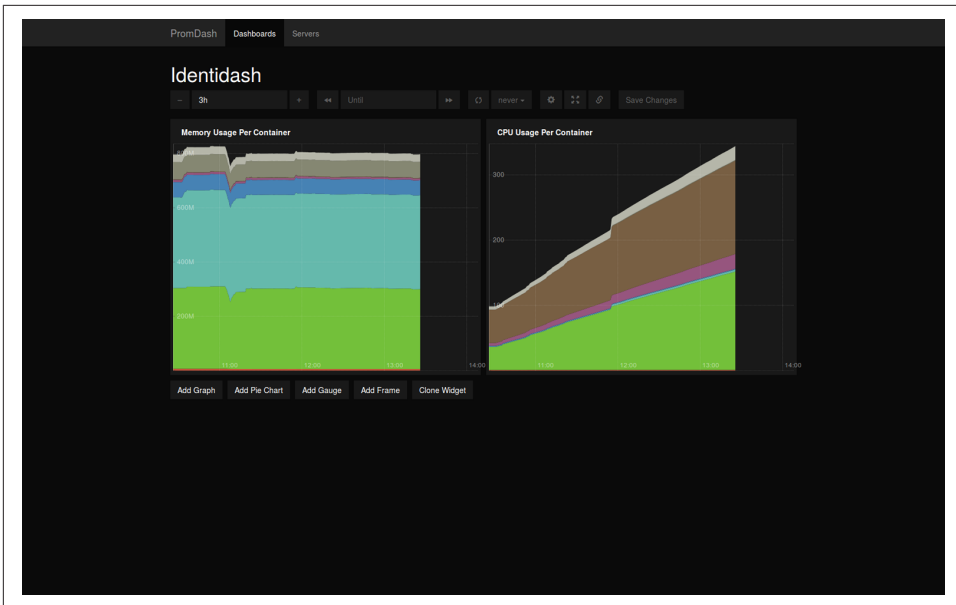 PromDash Dashboards Servers
Identidash
− 3h + Until never Save Changes
Memory Usage Per Container
800M
600M
400M
200M
11:00 12:00 13:00 14:00
CPU Usage Per Container
300
200
100
11:00 12:00 13:00 14:00
Add Graph Add Pie Chart Add Gauge Add Frame Clone Widget